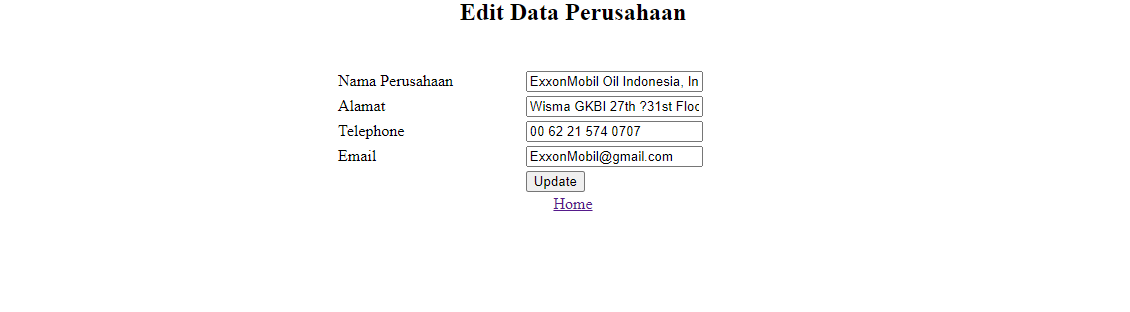 Edit Data Perusahaan
Nama Perusahaan ExxonMobil Oil Indonesia, In
Alamat Wisma GKBI 27th ?31st Floo
Telephone 00 62 21 574 0707
Email ExxonMobil@gmail.com
Update
Home